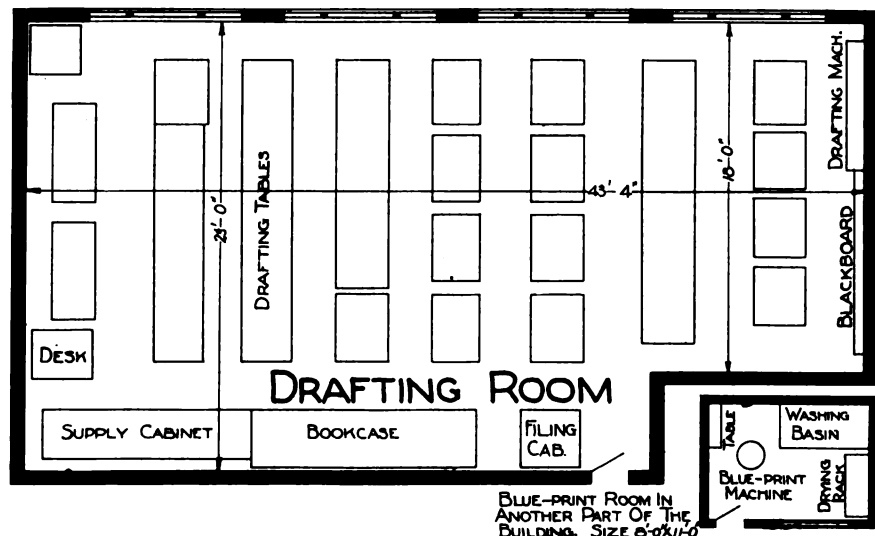 DRAFTING MACH.
18'-0"
43'-4"
23'-0"
DRAFTING TABLES
BLACKBOARD
DESK
DRAFTING ROOM
SUPPLY CABINET
BOOKCASE
FILING
CAB.
TABLE
WASHING
BASIN
BLUE-PRINT
MACHINE
DRYING
RACK
BLUE-PRINT ROOM IN
ANOTHER PART OF THE
BUILDING. SIZE 8'-0"X11'-0"